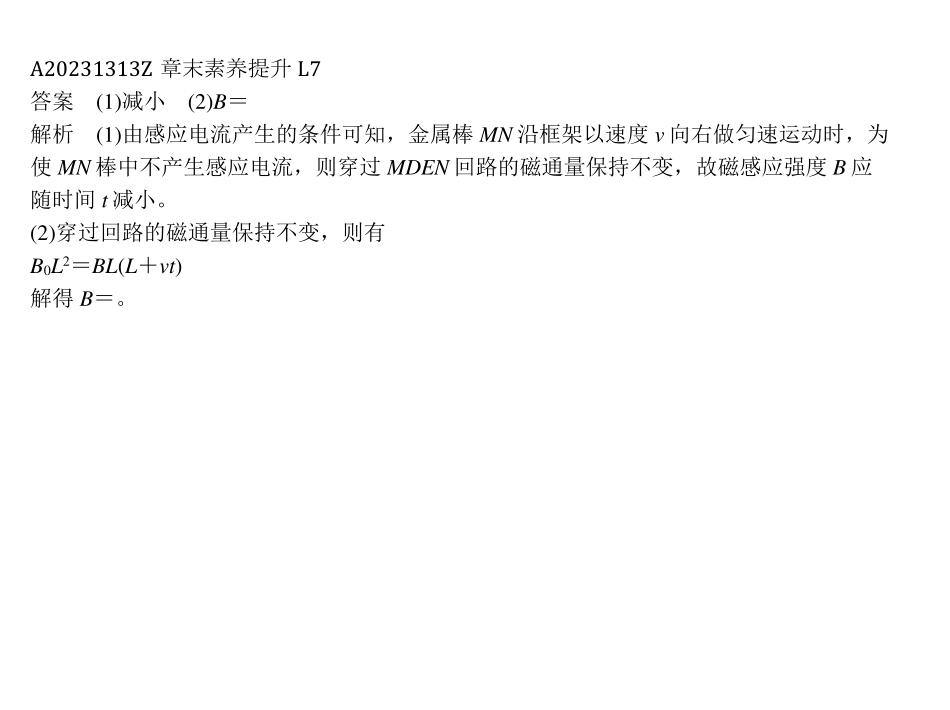 A20231313Z 章末素养提升 L7
答案　(1)减小　(2)B＝
解析　(1)由感应电流产生的条件可知，金属棒 MN 沿框架以速度 v 向右做匀速运动时，为
使 MN 棒中不产生感应电流，则穿过 MDEN 回路的磁通量保持不变，故磁感应强度 B 应
随时间 t 减小。
(2)穿过回路的磁通量保持不变，则有
B₀L²＝BL(L＋vt)
解得 B＝。